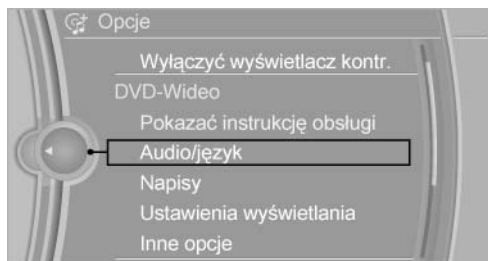 Opcje
Wyłączyć wyświetlacz kontr.
DVD-Wideo
Pokazać instrukcję obsługi
Audio/język
Napisy
Ustawienia wyświetlania
Inne opcje